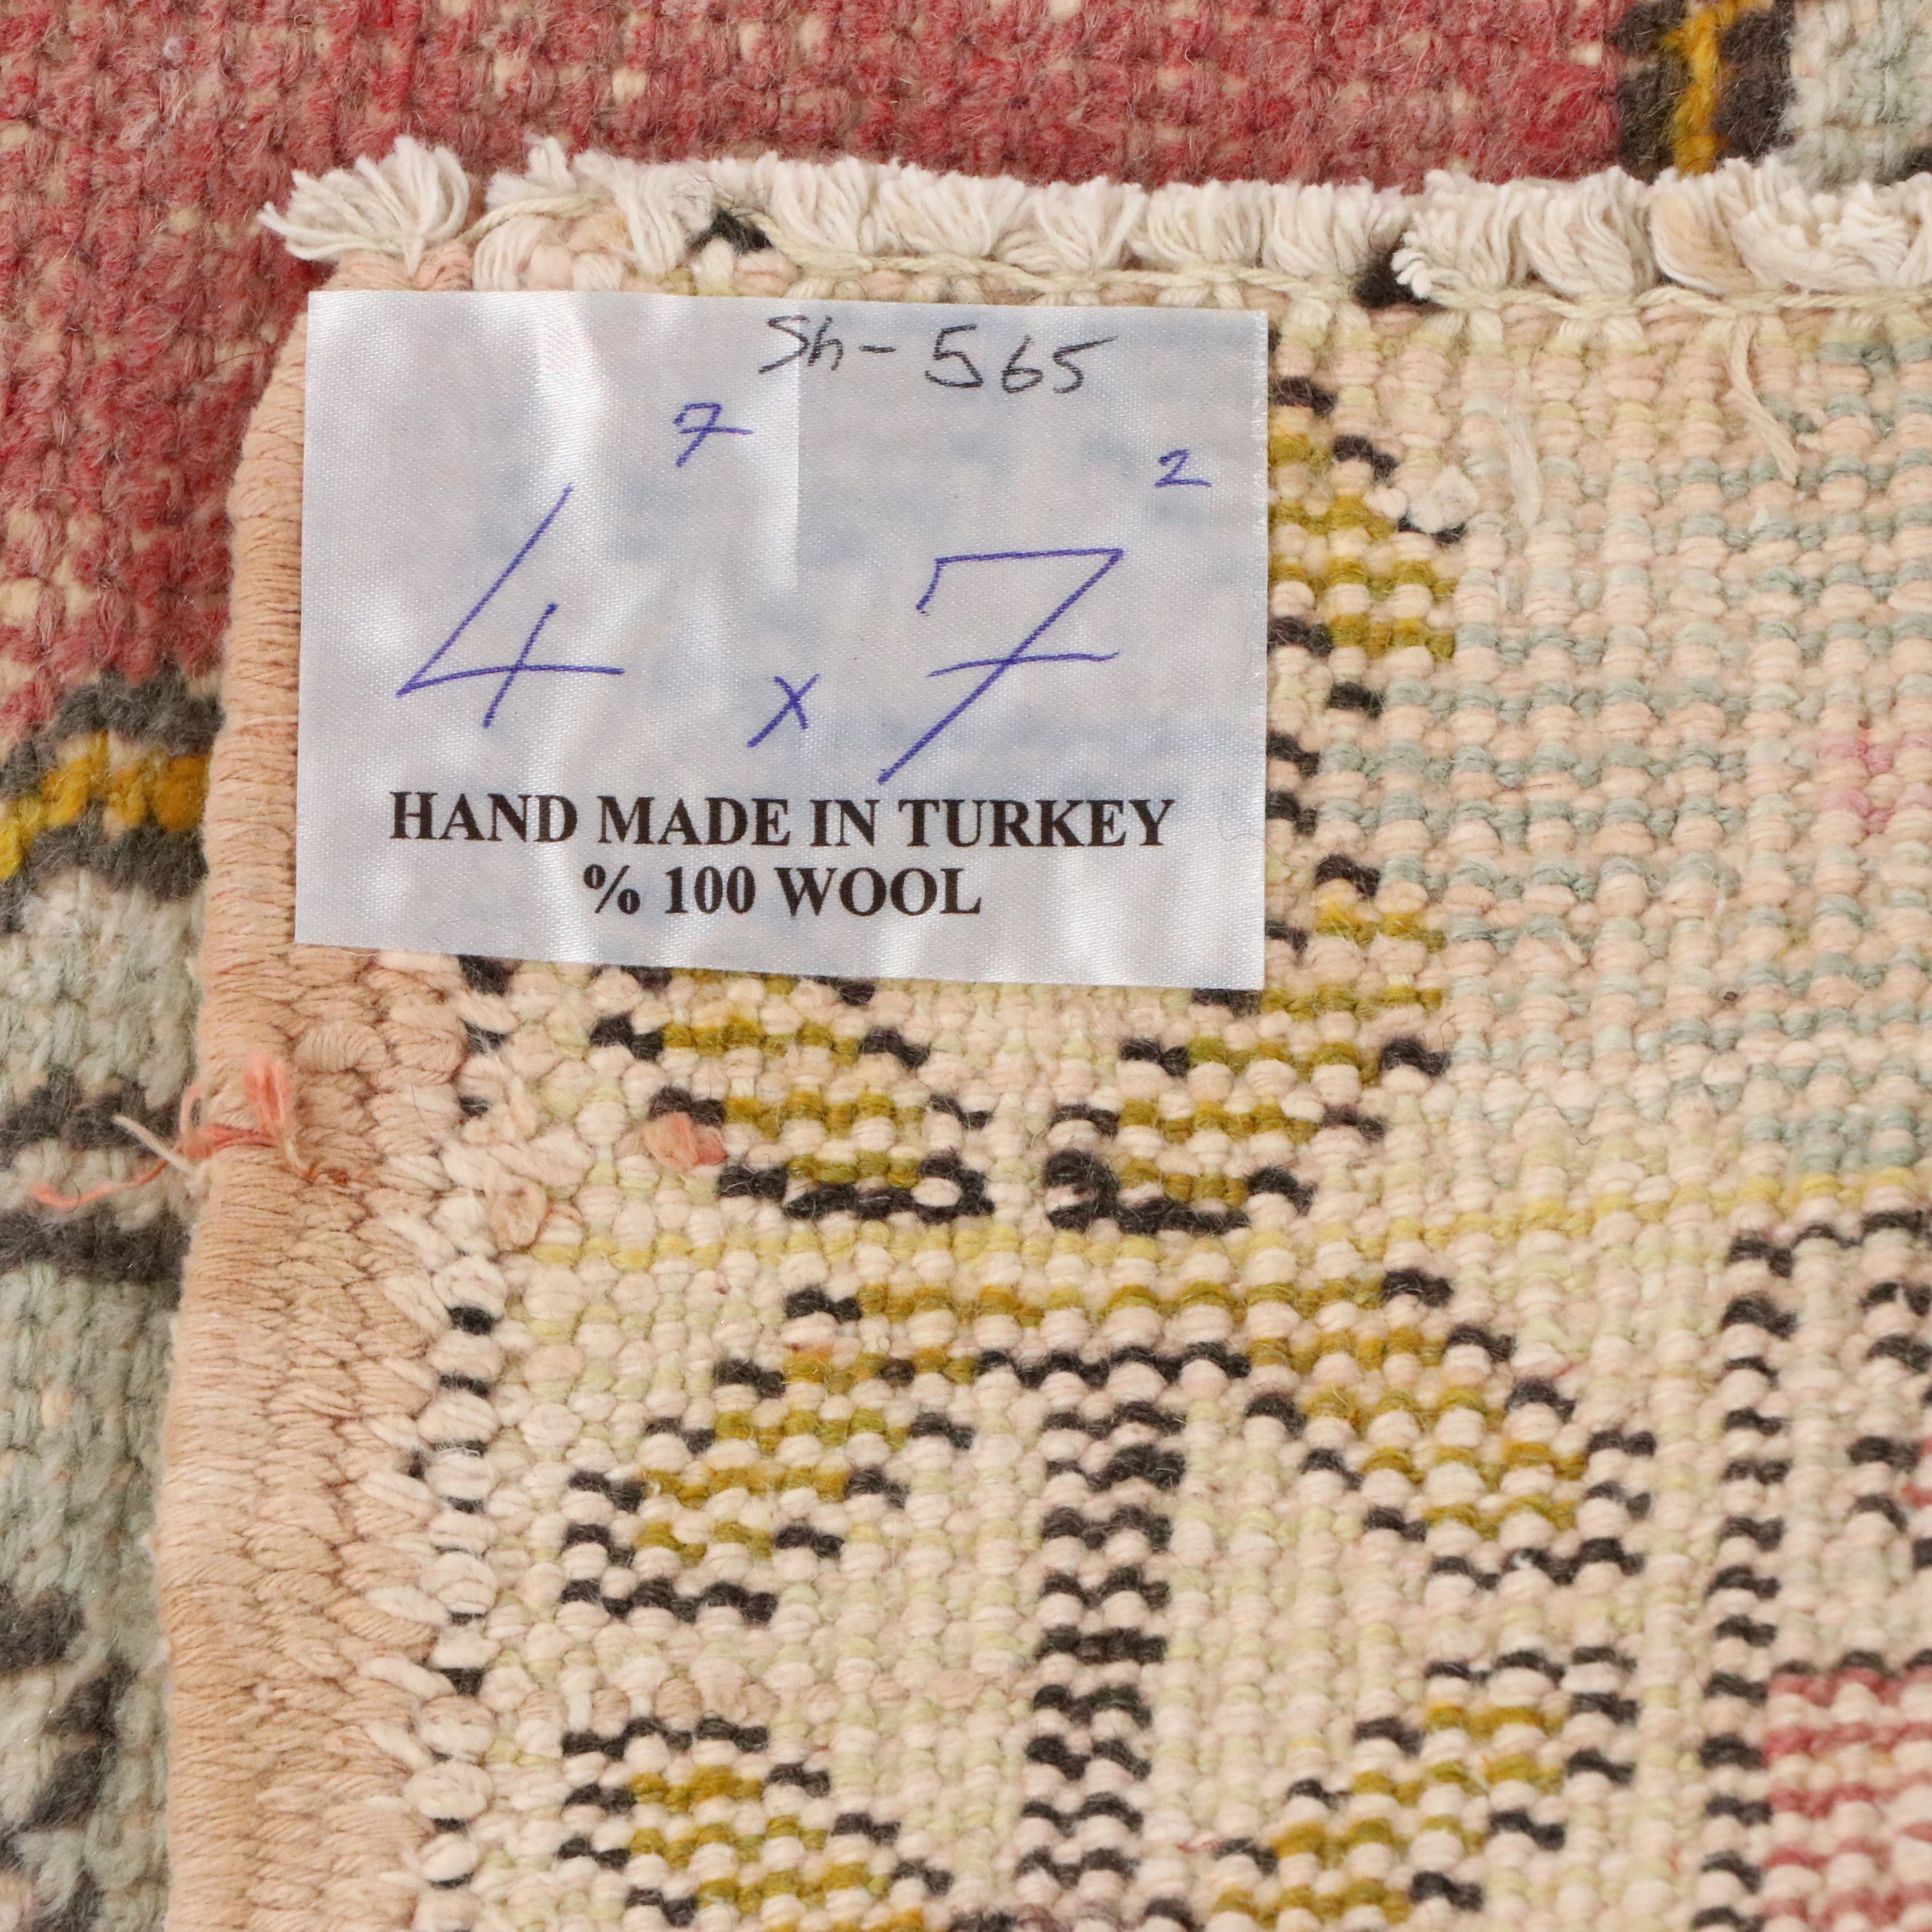 Sh-565
4⁷ x 7²
HAND MADE IN TURKEY
% 100 WOOL